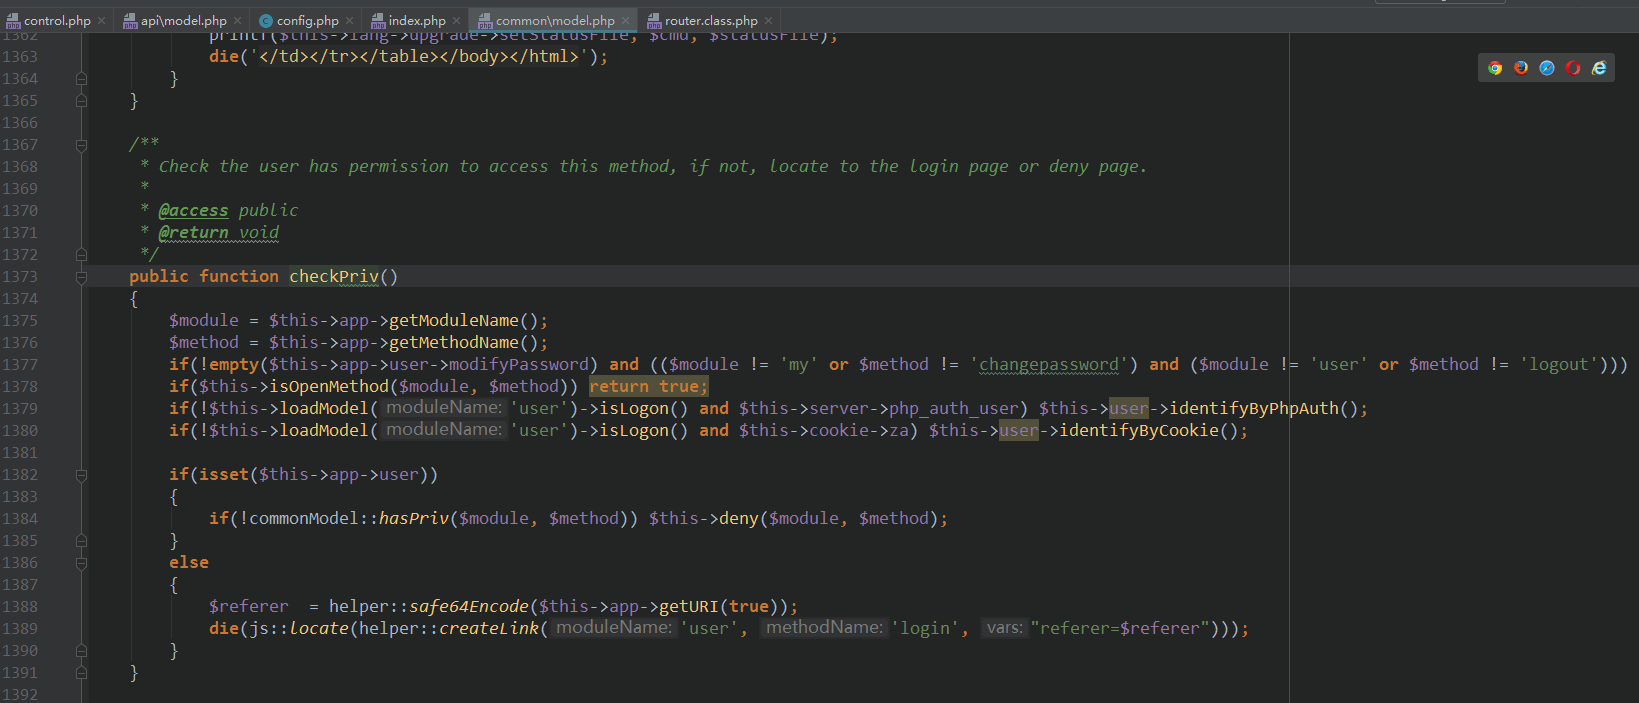 control.php api\model.php config.php index.php common\model.php router.class.php
1362 printf($this->lang->upgrade->setStatusFile, $cmd, $statusFile);
1363 die('</td></tr></table></body></html>');
1364 }
1365 }
1366
1367 /**
1368 * Check the user has permission to access this method, if not, locate to the login page or deny page.
1369 *
1370 * @access public
1371 * @return void
1372 */
1373 public function checkPriv()
1374 {
1375 $module = $this->app->getModuleName();
1376 $method = $this->app->getMethodName();
1377 if(!empty($this->app->user->modifyPassword) and (($module != 'my' or $method != 'changepassword') and ($module != 'user' or $method != 'logout')))
1378 if($this->isOpenMethod($module, $method)) return true;
1379 if(!$this->loadModel( moduleName: 'user')->isLogon() and $this->server->php_auth_user) $this->user->identifyByPhpAuth();
1380 if(!$this->loadModel( moduleName: 'user')->isLogon() and $this->cookie->za) $this->user->identifyByCookie();
1381
1382 if(isset($this->app->user))
1383 {
1384 if(!commonModel::hasPriv($module, $method)) $this->deny($module, $method);
1385 }
1386 else
1387 {
1388 $referer = helper::safe64Encode($this->app->getURI(true));
1389 die(js::locate(helper::createLink( moduleName: 'user', methodName: 'login', vars: "referer=$referer")));
1390 }
1391 }
1392